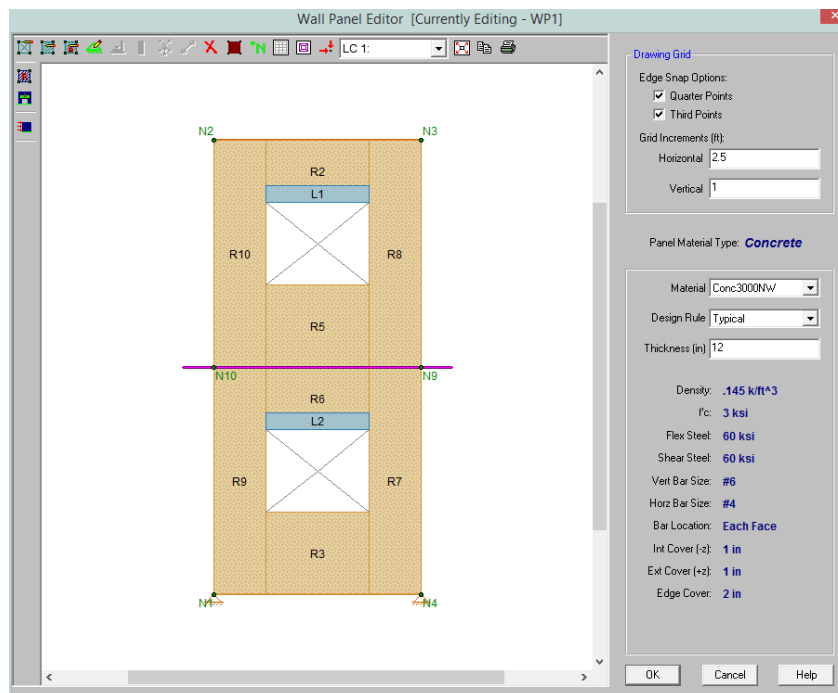 Wall Panel Editor [Currently Editing - WP1]
LC 1:
N2
N3
R2
L1
R10
R8
R5
N10
N9
R6
L2
R9
R7
R3
N1
N4
Drawing Grid
Edge Snap Options:
Quarter Points
Third Points
Grid Increments (ft):
Horizontal 2.5
Vertical 1
Panel Material Type: Concrete
Material Conc3000NW
Design Rule Typical
Thickness (in) 12
Density: .145 k/ft^3
f'c: 3 ksi
Flex Steel: 60 ksi
Shear Steel: 60 ksi
Vert Bar Size: #6
Horz Bar Size: #4
Bar Location: Each Face
Int Cover (-z): 1 in
Ext Cover (+z): 1 in
Edge Cover: 2 in
OK Cancel Help